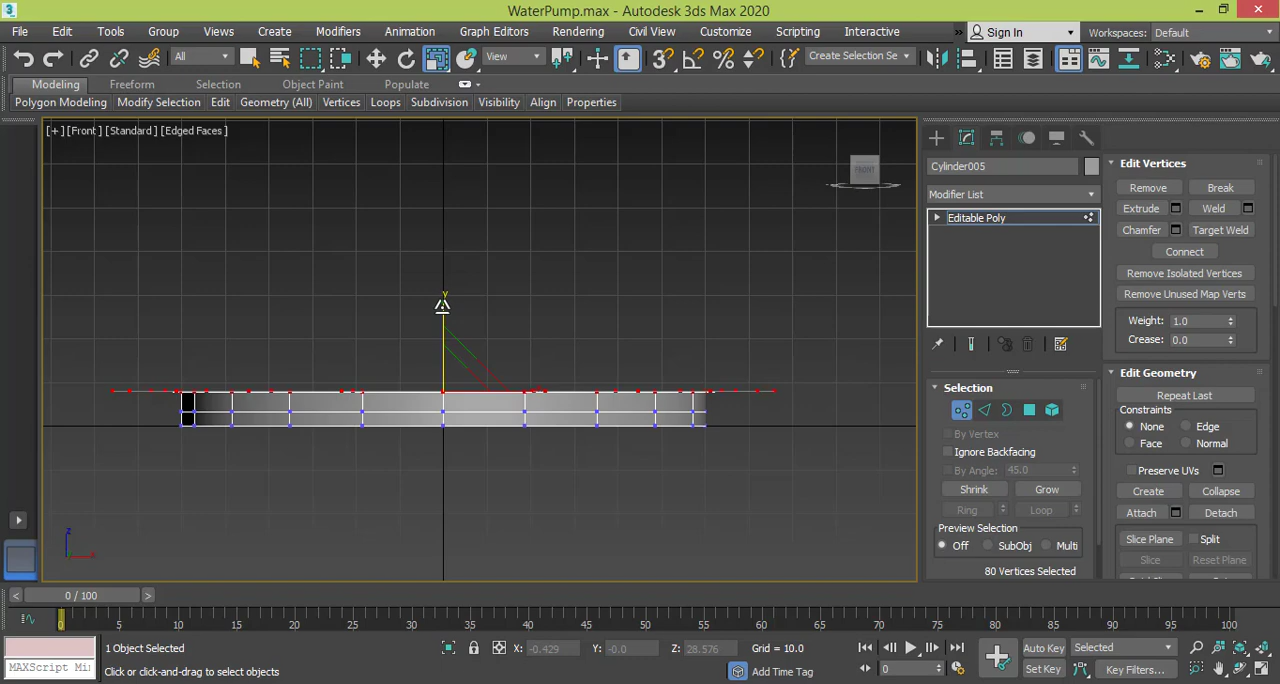 WaterPump.max - Autodesk 3ds Max 2020
File Edit Tools Group Views Create Modifiers Animation Graph Editors Rendering Civil View Customize Scripting Interactive » Sign In Workspaces: Default
All View Create Selection Se
Modeling Freeform Selection Object Paint Populate
Polygon Modeling Modify Selection Edit Geometry (All) Vertices Loops Subdivision Visibility Align Properties
[+] [Front ] [Standard ] [Edged Faces ]
FRONT
y
z
x
Cylinder005
Modifier List
Editable Poly
Selection
By Vertex
Ignore Backfacing
By Angle: 45.0
Shrink Grow
Ring Loop
Preview Selection
Off SubObj Multi
80 Vertices Selected
Edit Vertices
Remove Break
Extrude Weld
Chamfer Target Weld
Connect
Remove Isolated Vertices
Remove Unused Map Verts
Weight: 1.0
Crease: 0.0
Edit Geometry
Repeat Last
Constraints
None Edge
Face Normal
Preserve UVs
Create Collapse
Attach Detach
Slice Plane Split
Slice Reset Plane
< 0 / 100 >
0 5 10 15 20 25 30 35 40 45 50 55 60 65 70 75 80 85 90 95 100
1 Object Selected X: -0.429 Y: -0.0 Z: 28.576 Grid = 10.0 Auto Key Selected
MAXScript Mi Click or click-and-drag to select objects Add Time Tag 0 Set Key Key Filters...